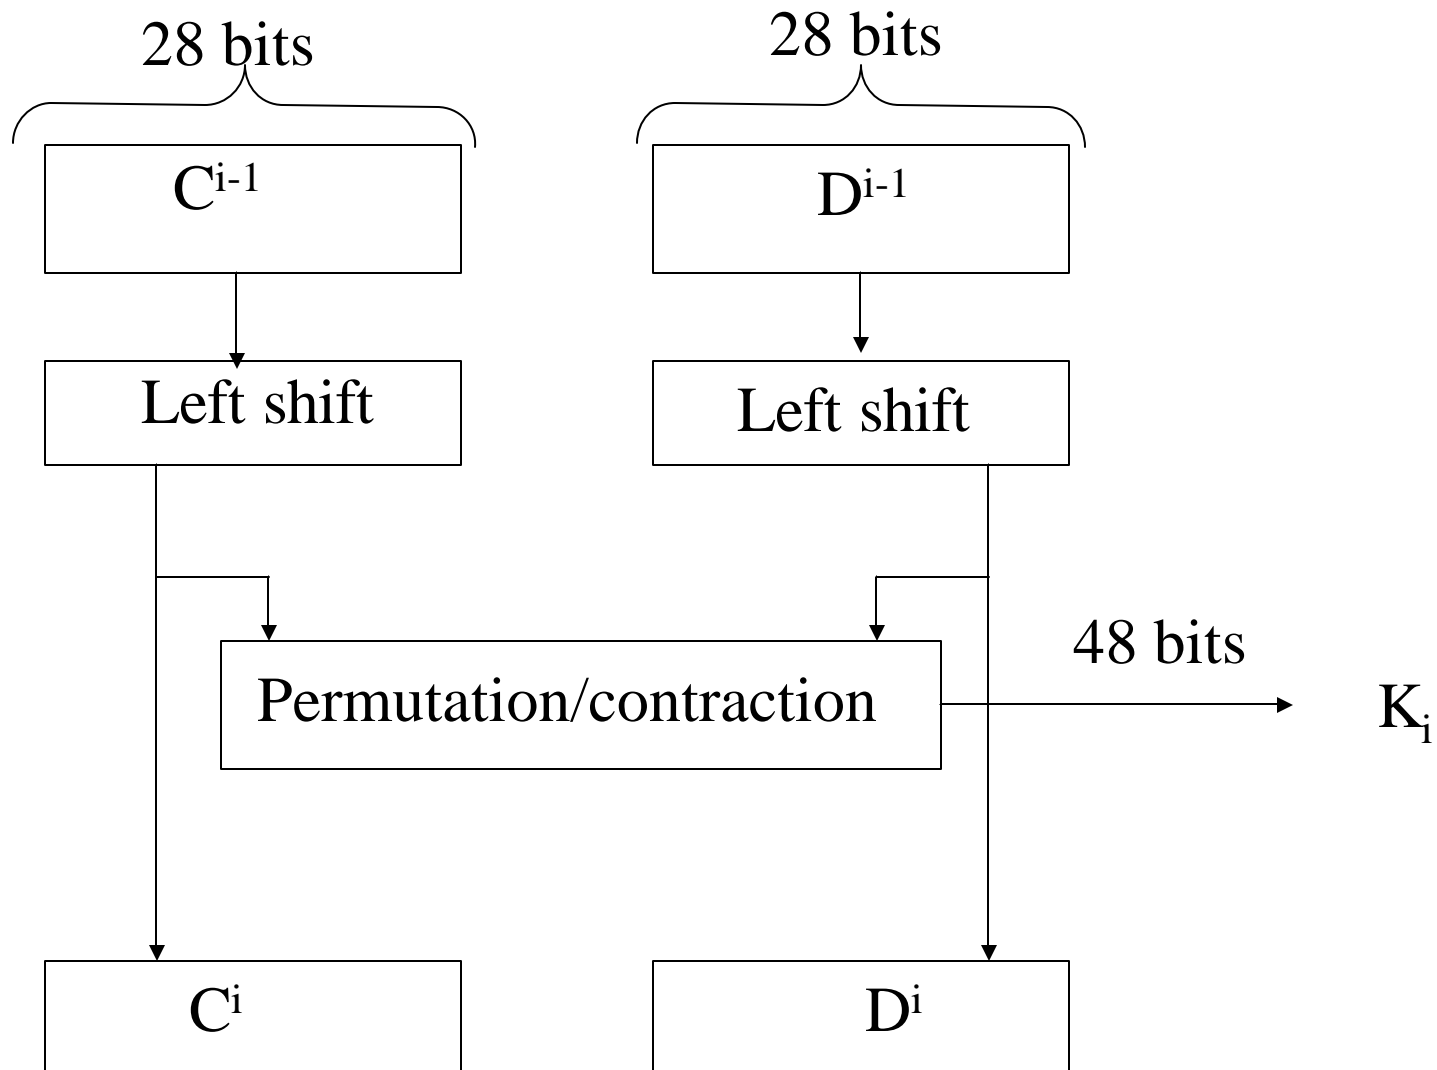 28 bits
28 bits
Cⁱ⁻¹
Dⁱ⁻¹
Left shift
Left shift
48 bits
Permutation/contraction
Kᵢ
Cⁱ
Dⁱ